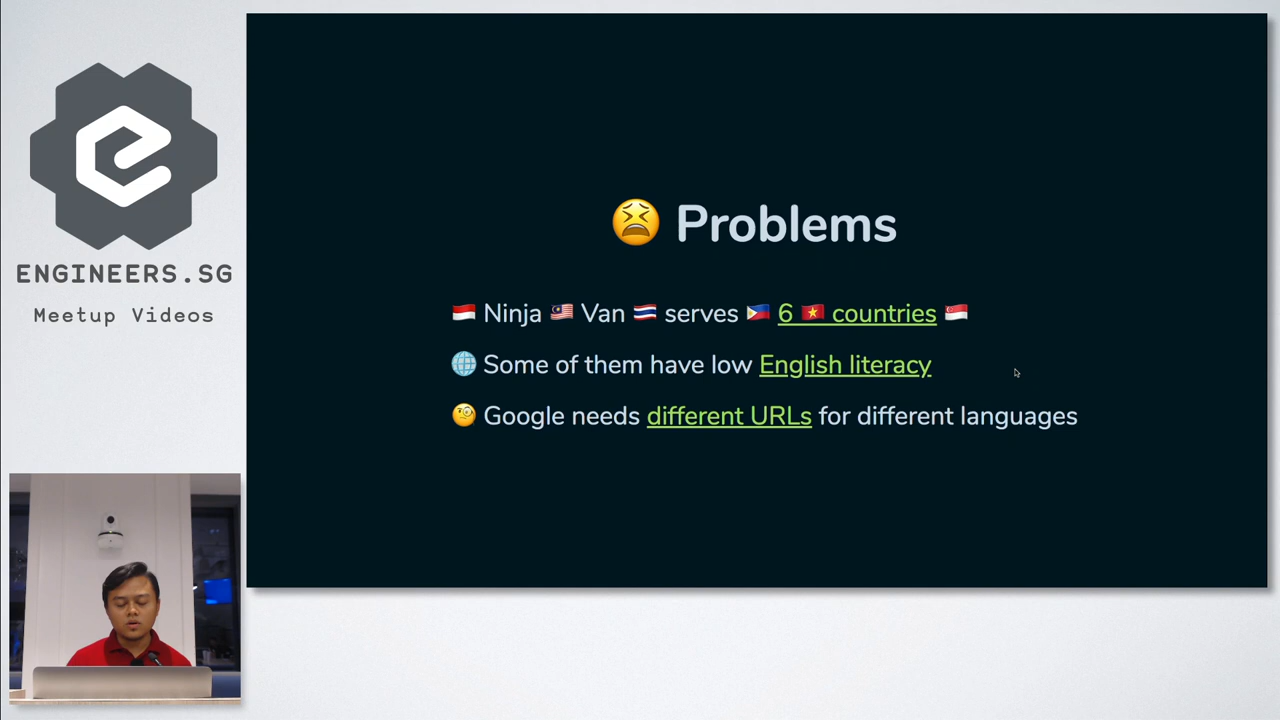 ENGINEERS.SG
Meetup Videos
😫 Problems
🇮🇩 Ninja 🇲🇾 Van 🇹🇭 serves 🇵🇭 6 🇻🇳 countries 🇸🇬
🌐 Some of them have low English literacy
🧐 Google needs different URLs for different languages